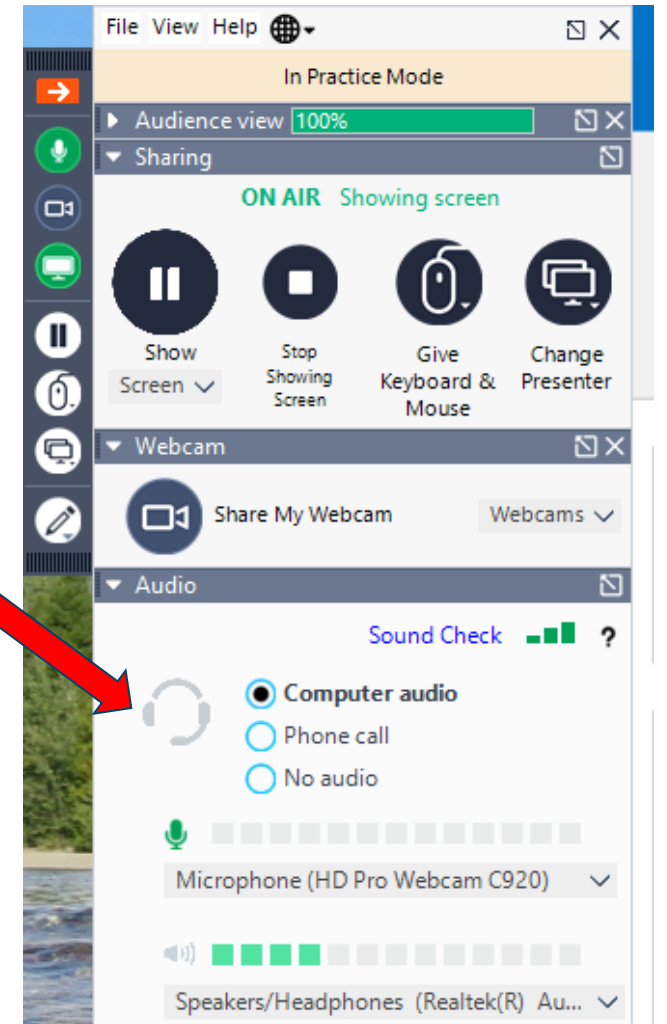 File View Help
In Practice Mode
Audience view 100%
Sharing
ON AIR Showing screen
Show
Screen
Stop
Showing
Screen
Give
Keyboard &
Mouse
Change
Presenter
Webcam
Share My Webcam
Webcams
Audio
Sound Check ?
Computer audio
Phone call
No audio
Microphone (HD Pro Webcam C920)
Speakers/Headphones (Realtek(R) Au...